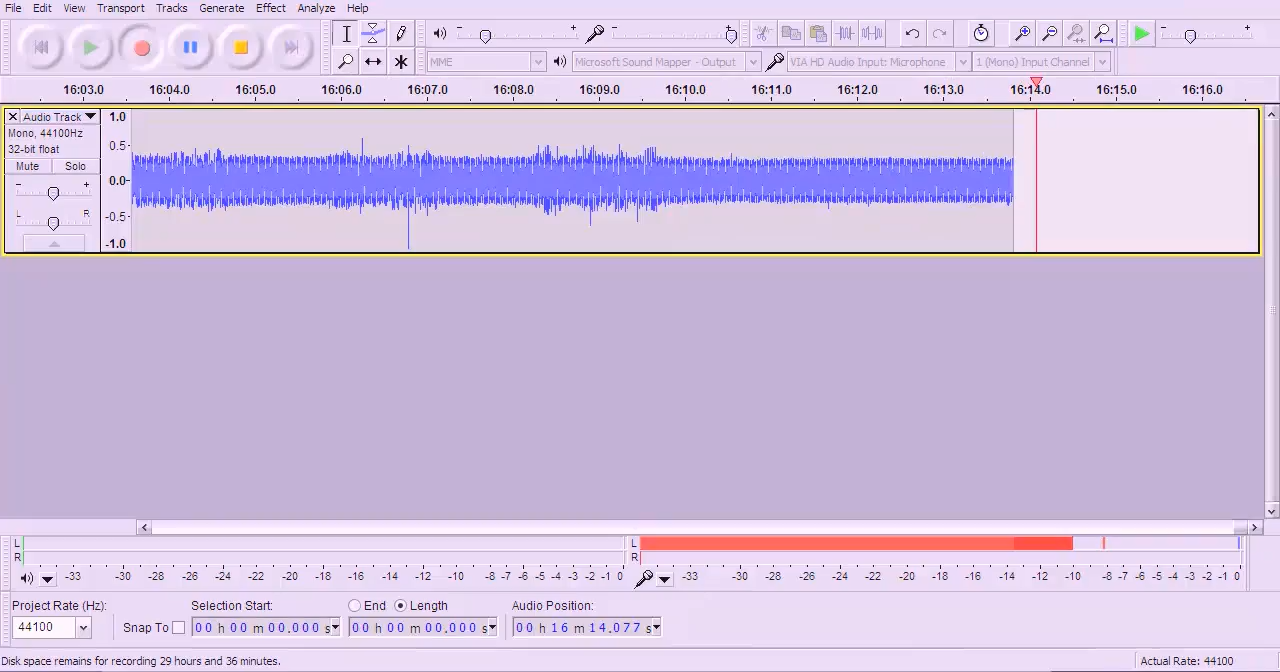 File Edit View Transport Tracks Generate Effect Analyze Help
MME Microsoft Sound Mapper - Output VIA HD Audio Input: Microphone 1 (Mono) Input Channel
16:03.0 16:04.0 16:05.0 16:06.0 16:07.0 16:08.0 16:09.0 16:10.0 16:11.0 16:12.0 16:13.0 16:14.0 16:15.0 16:16.0
Audio Track 1.0
Mono, 44100Hz
32-bit float 0.5
Mute Solo
0.0
- +
L R -0.5
-1.0
L L
R R
-33 -30 -28 -26 -24 -22 -20 -18 -16 -14 -12 -10 -8 -7 -6 -5 -4 -3 -2 -1 0 -33 -30 -28 -26 -24 -22 -20 -18 -16 -14 -12 -10 -8 -7 -6 -5 -4 -3 -2 -1 0
Project Rate (Hz): Selection Start: End Length Audio Position:
44100 Snap To 00 h 00 m 00.000 s 00 h 00 m 00.000 s 00 h 16 m 14.077 s
Disk space remains for recording 29 hours and 36 minutes. Actual Rate: 44100